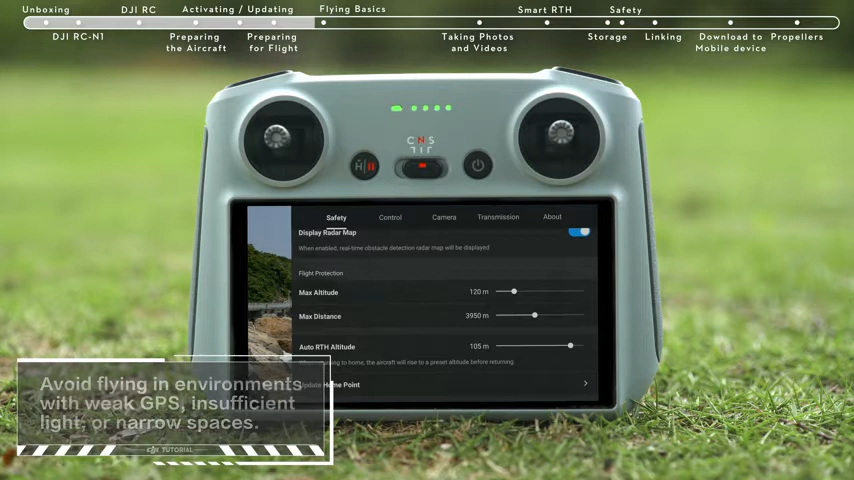 Unboxing
DJI RC
Activating / Updating
Flying Basics
Smart RTH
Safety
DJI RC-N1
Preparing
the Aircraft
Preparing
for Flight
Taking Photos
and Videos
Storage
Linking
Download to
Mobile device
Propellers
C N S
Safety Control Camera Transmission About
Display Radar Map
When enabled, real-time obstacle detection radar map will be displayed
Flight Protection
Max Altitude 120 m
Max Distance 3950 m
Auto RTH Altitude 105 m
to home, the aircraft will rise to a preset altitude before returning.
Update Home Point
Avoid flying in environments
with weak GPS, insufficient
light, or narrow spaces.
TUTORIAL